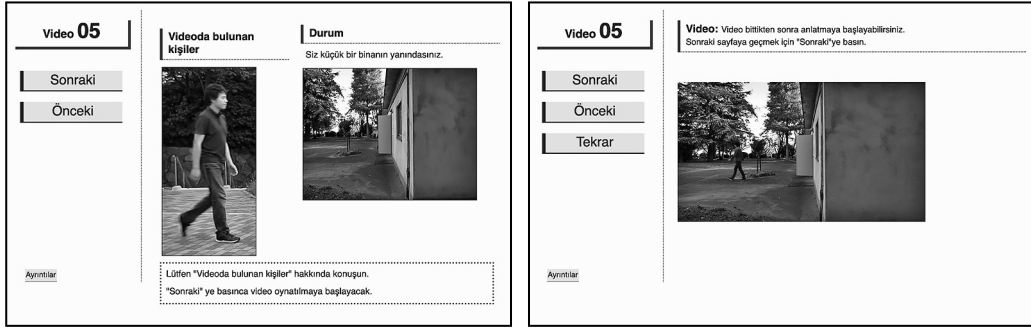 Video 05
Sonraki
Önceki
Ayrıntılar
Videoda bulunan
kişiler
Durum
Siz küçük bir binanın yanındasınız.
Lütfen "Videoda bulunan kişiler" hakkında konuşun.
"Sonraki" ye basınca video oynatılmaya başlayacak.
Video 05
Sonraki
Önceki
Tekrar
Ayrıntılar
Video: Video bittikten sonra anlatmaya başlayabilirsiniz.
Sonraki sayfaya geçmek için "Sonraki"ye basın.